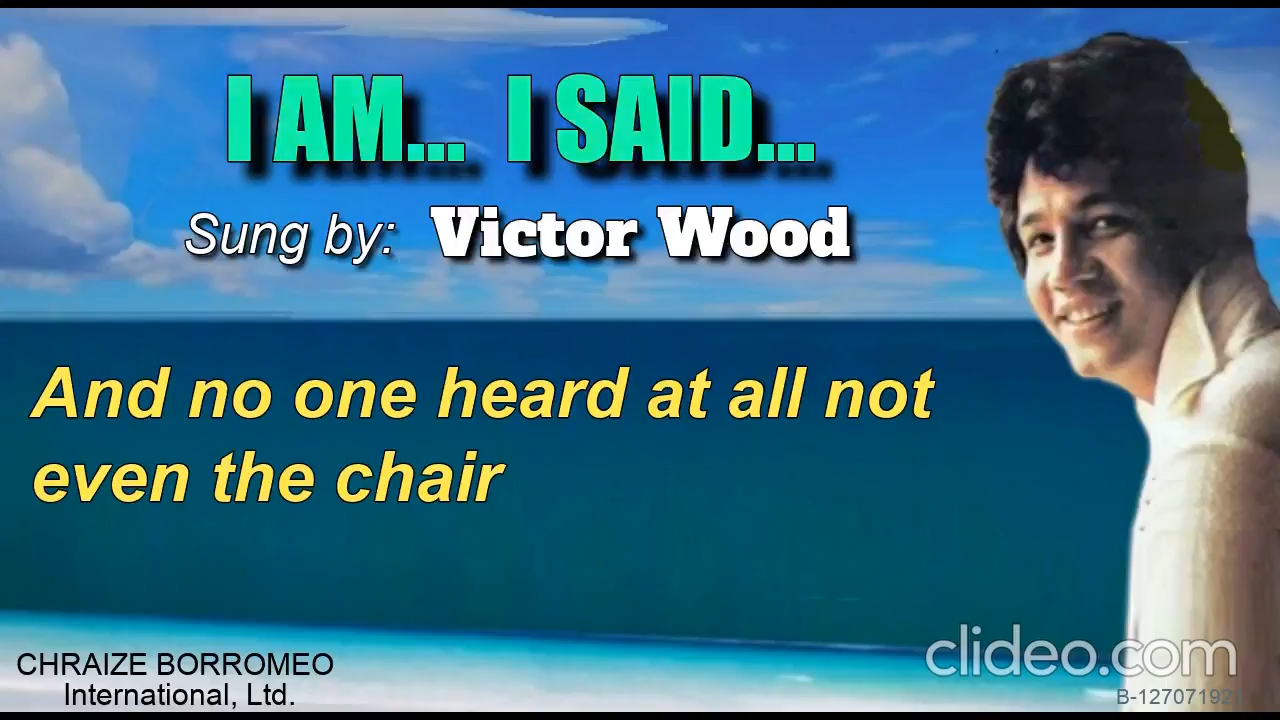 I AM... I SAID...
Sung by: Victor Wood
And no one heard at all not
even the chair
clideo.com
CHRAIZE BORROMEO
International, Ltd.